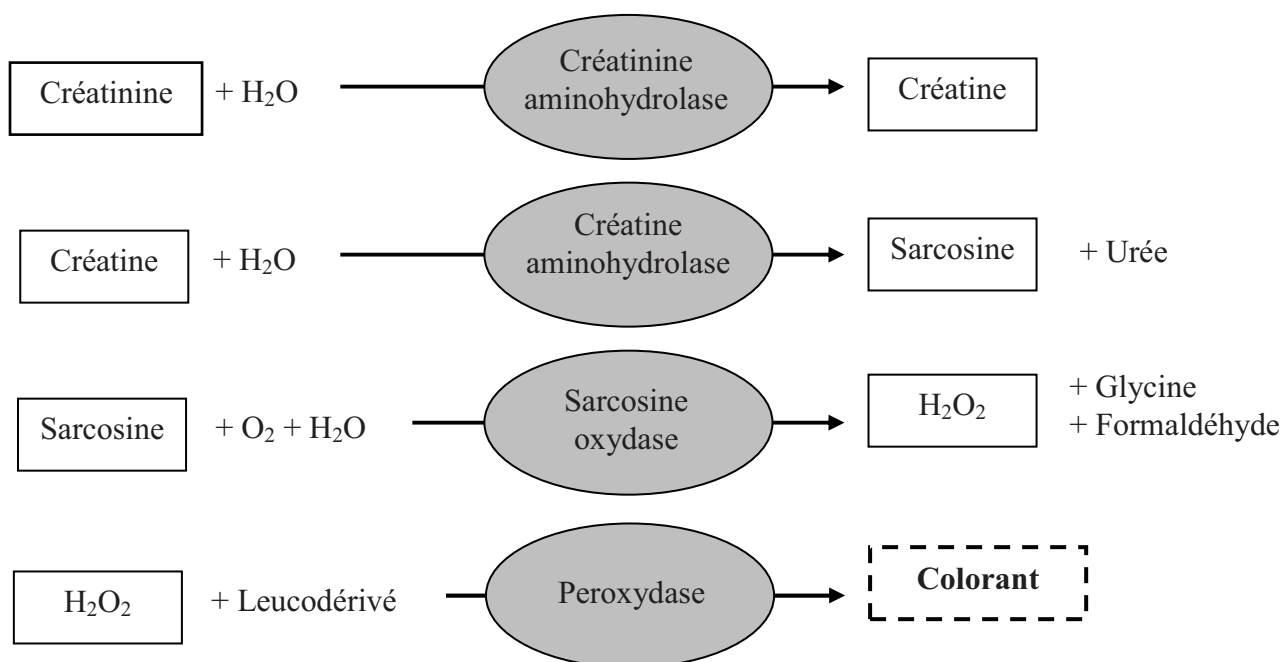 Créatinine + H₂O Créatinine aminohydrolase Créatine
Créatine + H₂O Créatine aminohydrolase Sarcosine + Urée
Sarcosine + O₂ + H₂O Sarcosine oxydase H₂O₂ + Glycine
+ Formaldéhyde
H₂O₂ + Leucodérivé Peroxydase Colorant